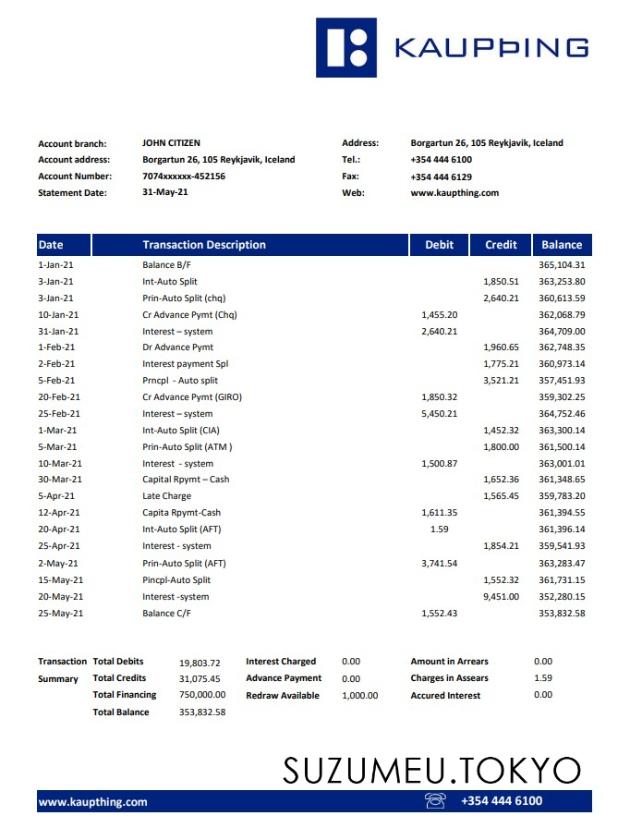 KAUPÞING
Account branch: JOHN CITIZEN Address: Borgartun 26, 105 Reykjavik, Iceland
Account address: Borgartun 26, 105 Reykjavik, Iceland Tel.: +354 444 6100
Account Number: 7074xxxxxx-452156 Fax: +354 444 6129
Statement Date: 31-May-21 Web: www.kaupthing.com
Date Transaction Description Debit Credit Balance
1-Jan-21 Balance B/F 365,104.31
3-Jan-21 Int-Auto Split 1,850.51 363,253.80
3-Jan-21 Prin-Auto Split (chq) 2,640.21 360,613.59
10-Jan-21 Cr Advance Pymt (Chq) 1,455.20 362,068.79
31-Jan-21 Interest – system 2,640.21 364,709.00
1-Feb-21 Dr Advance Pymt 1,960.65 362,748.35
2-Feb-21 Interest payment Spl 1,775.21 360,973.14
5-Feb-21 Prncpl - Auto split 3,521.21 357,451.93
20-Feb-21 Cr Advance Pymt (GIRO) 1,850.32 359,302.25
25-Feb-21 Interest – system 5,450.21 364,752.46
1-Mar-21 Int-Auto Split (CIA) 1,452.32 363,300.14
5-Mar-21 Prin-Auto Split (ATM ) 1,800.00 361,500.14
10-Mar-21 Interest - system 1,500.87 363,001.01
30-Mar-21 Capital Rpymt – Cash 1,652.36 361,348.65
5-Apr-21 Late Charge 1,565.45 359,783.20
12-Apr-21 Capita Rpymt-Cash 1,611.35 361,394.55
20-Apr-21 Int-Auto Split (AFT) 1.59 361,396.14
25-Apr-21 Interest - system 1,854.21 359,541.93
2-May-21 Prin-Auto Split (AFT) 3,741.54 363,283.47
15-May-21 Pincpl-Auto Split 1,552.32 361,731.15
20-May-21 Interest -system 9,451.00 352,280.15
25-May-21 Balance C/F 1,552.43 353,832.58
Transaction Total Debits 19,803.72 Interest Charged 0.00 Amount in Arrears 0.00
Summary Total Credits 31,075.45 Advance Payment 0.00 Charges in Assears 1.59
Total Financing 750,000.00 Redraw Available 1,000.00 Accured Interest 0.00
Total Balance 353,832.58
SUZUMEU.TOKYO
www.kaupthing.com +354 444 6100